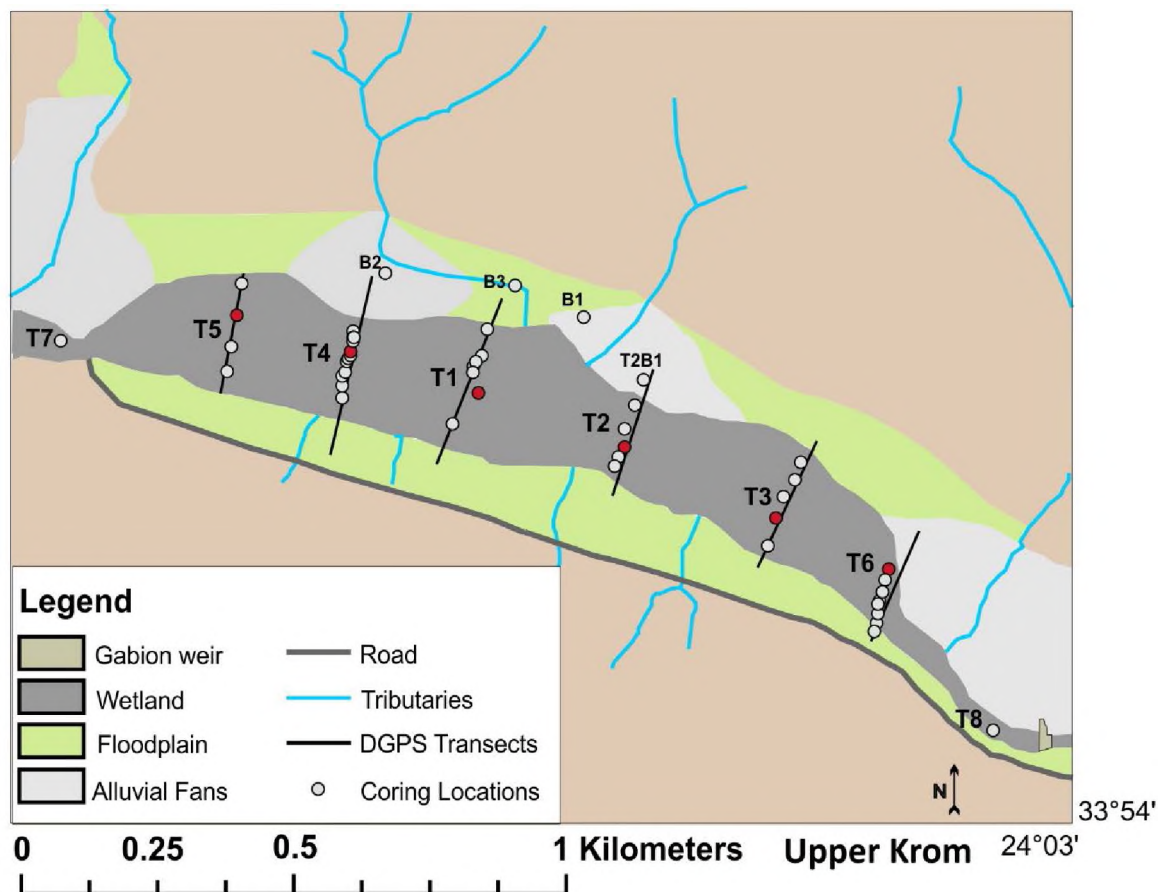 B2
B3
B1
T5
T7
T4
T1
T2B1
T2
T3
T6
T8
Legend
Gabion weir
Road
Wetland
Tributaries
Floodplain
DGPS Transects
Alluvial Fans
Coring Locations
N
33°54'
0 0.25 0.5 1 Kilometers Upper Krom 24°03'